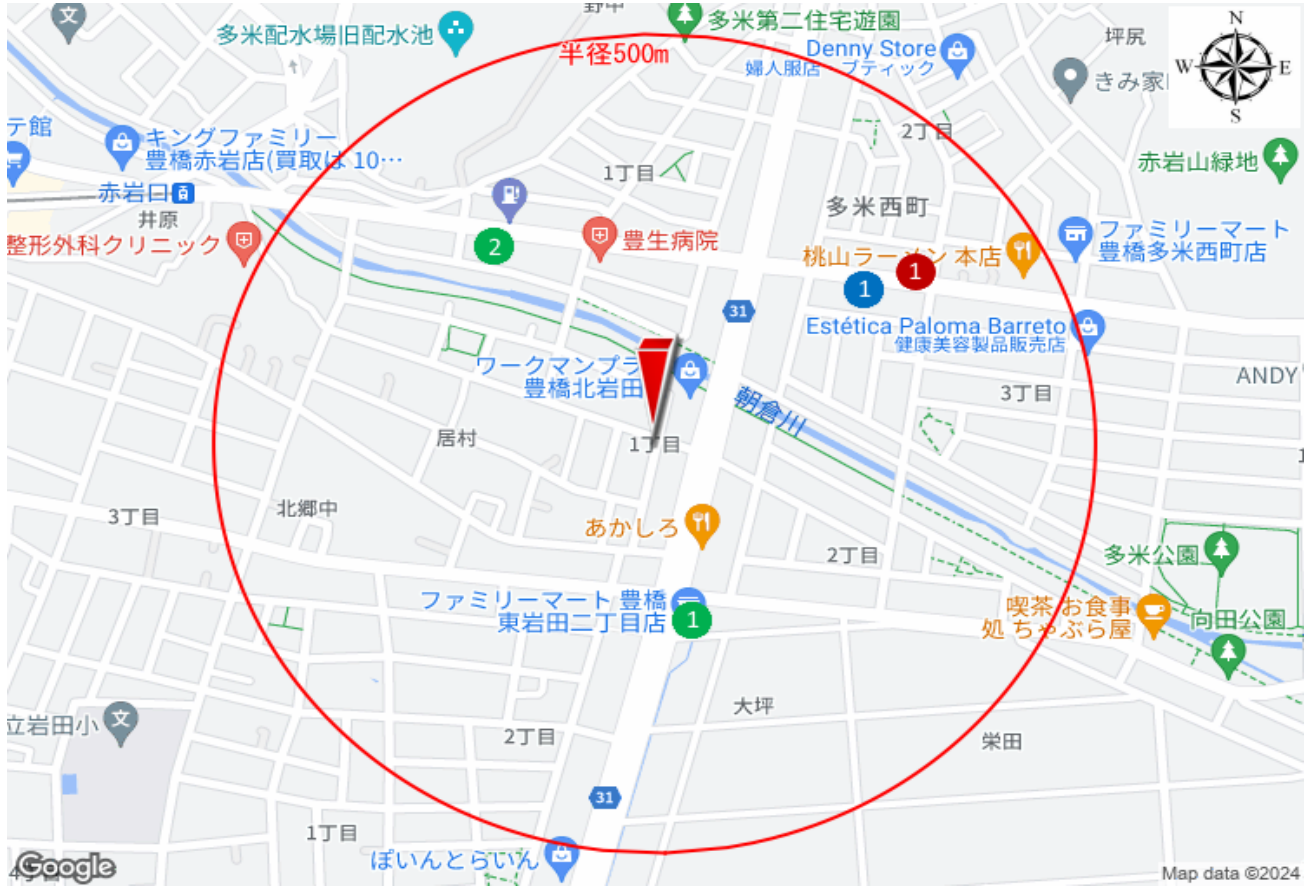 文
野中
多米第二住宅遊園
多米配水場旧配水池
半径500m
Denny Store
婦人服店 ブティック
坪尻
きみ家
N
W
E
S
テ館
キングファミリー
豊橋赤岩店(買取は 10…
2丁目
赤岩山緑地
1丁目
赤岩口
井原
多米西町
整形外科クリニック
2
豊生病院
ファミリーマート
豊橋多米西町店
桃山ラーメン 本店
1
1
31
Estética Paloma Barreto
健康美容製品販売店
ワークマンプラ
豊橋北岩田
朝倉川
ANDY
3丁目
居村
1丁目
北郷中
3丁目
あかしろ
2丁目
多米公園
ファミリーマート 豊橋
東岩田二丁目店
1
喫茶 お食事
処 ちゃぶら屋
向田公園
立岩田小
文
大坪
2丁目
栄田
31
1丁目
ぽいんとらいん
Google
Map data ©2024